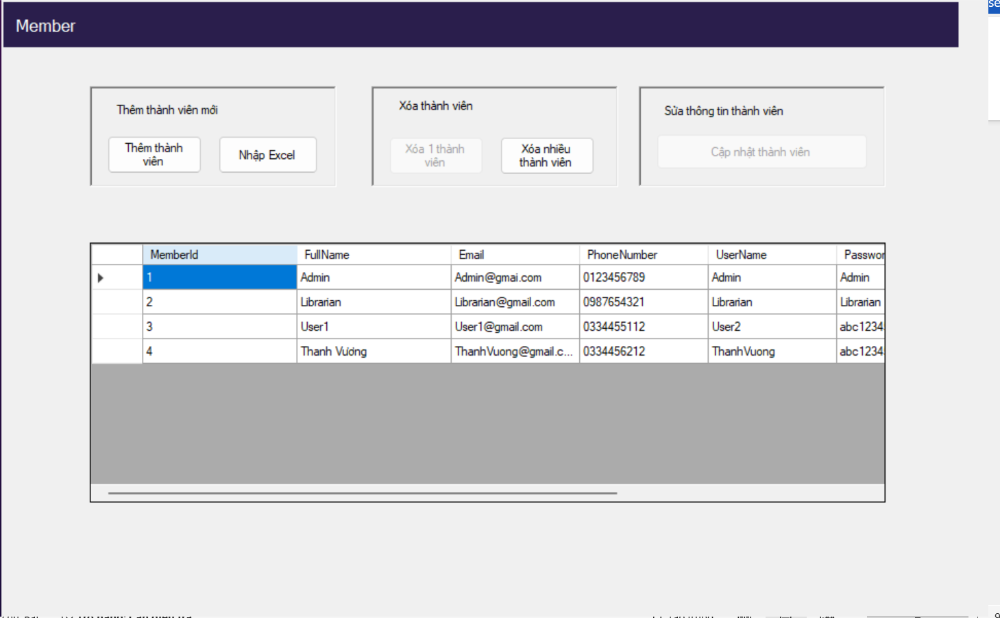 Member
Thêm thành viên mới
Thêm thành
viên
Nhập Excel
Xóa thành viên
Xóa 1 thành
viên
Xóa nhiều
thành viên
Sửa thông tin thành viên
Cập nhật thành viên
MemberId FullName Email PhoneNumber UserName Passwor
1 Admin Admin@gmai.com 0123456789 Admin Admin
2 Librarian Librarian@gmail.com 0987654321 Librarian Librarian
3 User1 User1@gmail.com 0334455112 User2 abc1234
4 Thanh Vương ThanhVuong@gmail.c... 0334456212 ThanhVuong abc1234